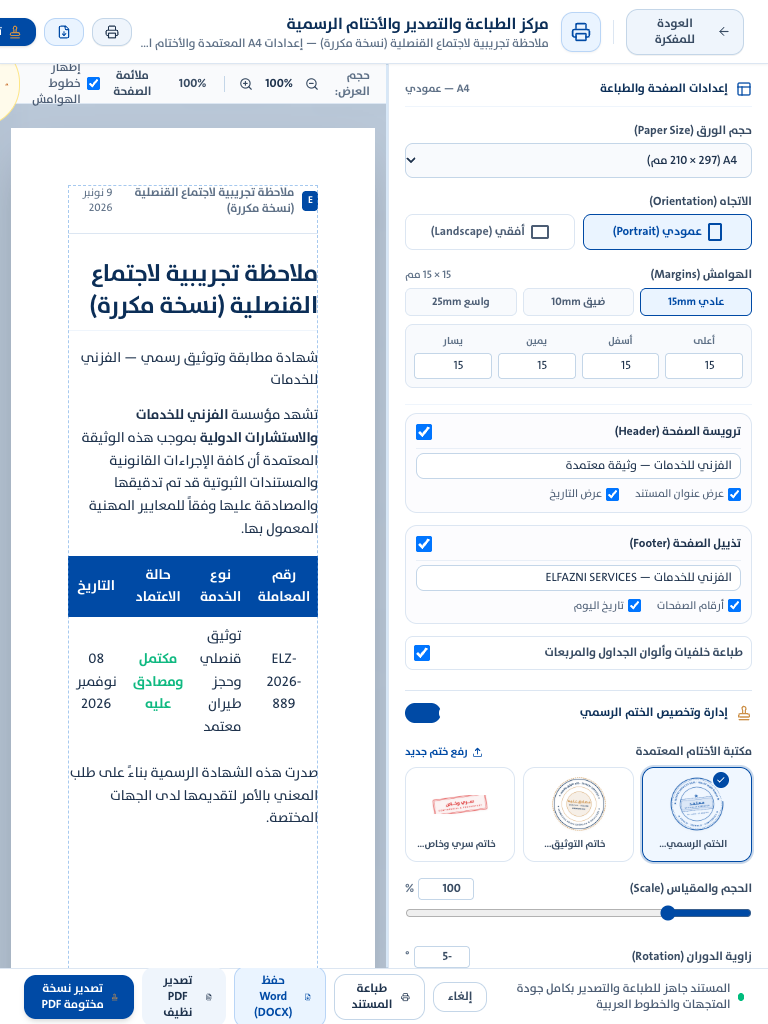 العودة للمفكرة
مركز الطباعة والتصدير والأختام الرسمية
ملاحظة تجريبية لاجتماع القنصلية (نسخة مكررة) — إعدادات A4 المعتمدة والأختام ا...
إعدادات الصفحة والطباعة
A4 — عمودي
حجم الورق (Paper Size)
A4 (297 × 210 مم)
الاتجاه (Orientation)
عمودي (Portrait)
أفقي (Landscape)
الهوامش (Margins)
15 × 15 مم
عادي 15mm
ضيق 10mm
واسع 25mm
أعلى
أسفل
يمين
يسار
15
15
15
15
ترويسة الصفحة (Header)
الفزني للخدمات — وثيقة معتمدة
عرض عنوان المستند
عرض التاريخ
تذييل الصفحة (Footer)
الفزني للخدمات — ELFAZNI SERVICES
أرقام الصفحات
تاريخ اليوم
طباعة خلفيات وألوان الجداول والمربعات
إدارة وتخصيص الختم الرسمي
مكتبة الأختام المعتمدة
رفع ختم جديد
معتمد
سري وخاص
الختم الرسمي...
خاتم التوثيق...
خاتم سري وخاص...
الحجم والمقياس (Scale)
100 %
زاوية الدوران (Rotation)
-5 °
حجم العرض:
100%
100%
ملائمة الصفحة
إظهار خطوط الهوامش
E
ملاحظة تجريبية لاجتماع القنصلية
(نسخة مكررة)
9 نونبر
2026
ملاحظة تجريبية لاجتماع
القنصلية (نسخة مكررة)
شهادة مطابقة وتوثيق رسمي — الفزني
للخدمات
تشهد مؤسسة الفزني للخدمات
والاستشارات الدولية بموجب هذه الوثيقة
المعتمدة أن كافة الإجراءات القانونية
والمستندات الثبوتية قد تم تدقيقها
والمصادقة عليها وفقاً للمعايير المهنية
المعمول بها.
رقم المعاملة
نوع الخدمة
حالة الاعتماد
التاريخ
ELZ-2026-889
توثيق قنصلي وحجز طيران معتمد
مكتمل ومصادق عليه
08 نوفمبر 2026
صدرت هذه الشهادة الرسمية بناءً على طلب
المعني بالأمر لتقديمها لدى الجهات
المختصة.
المستند جاهز للطباعة والتصدير بكامل جودة
المتجهات والخطوط العربية
إلغاء
طباعة المستند
حفظ Word (DOCX)
تصدير PDF نظيف
تصدير نسخة PDF مختومة